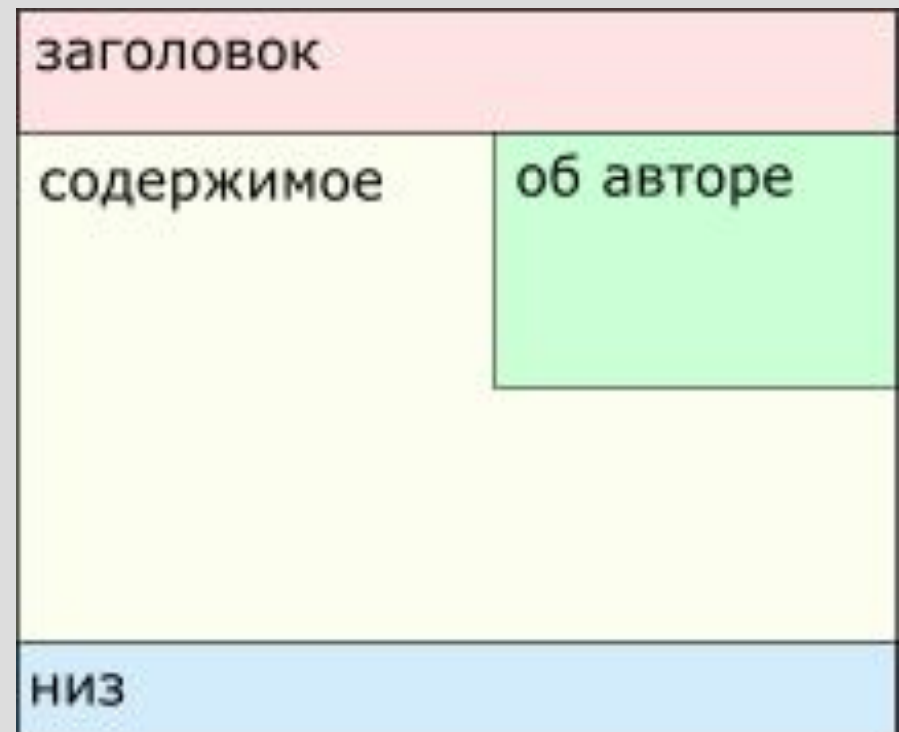 заголовок
содержимое
об авторе
низ